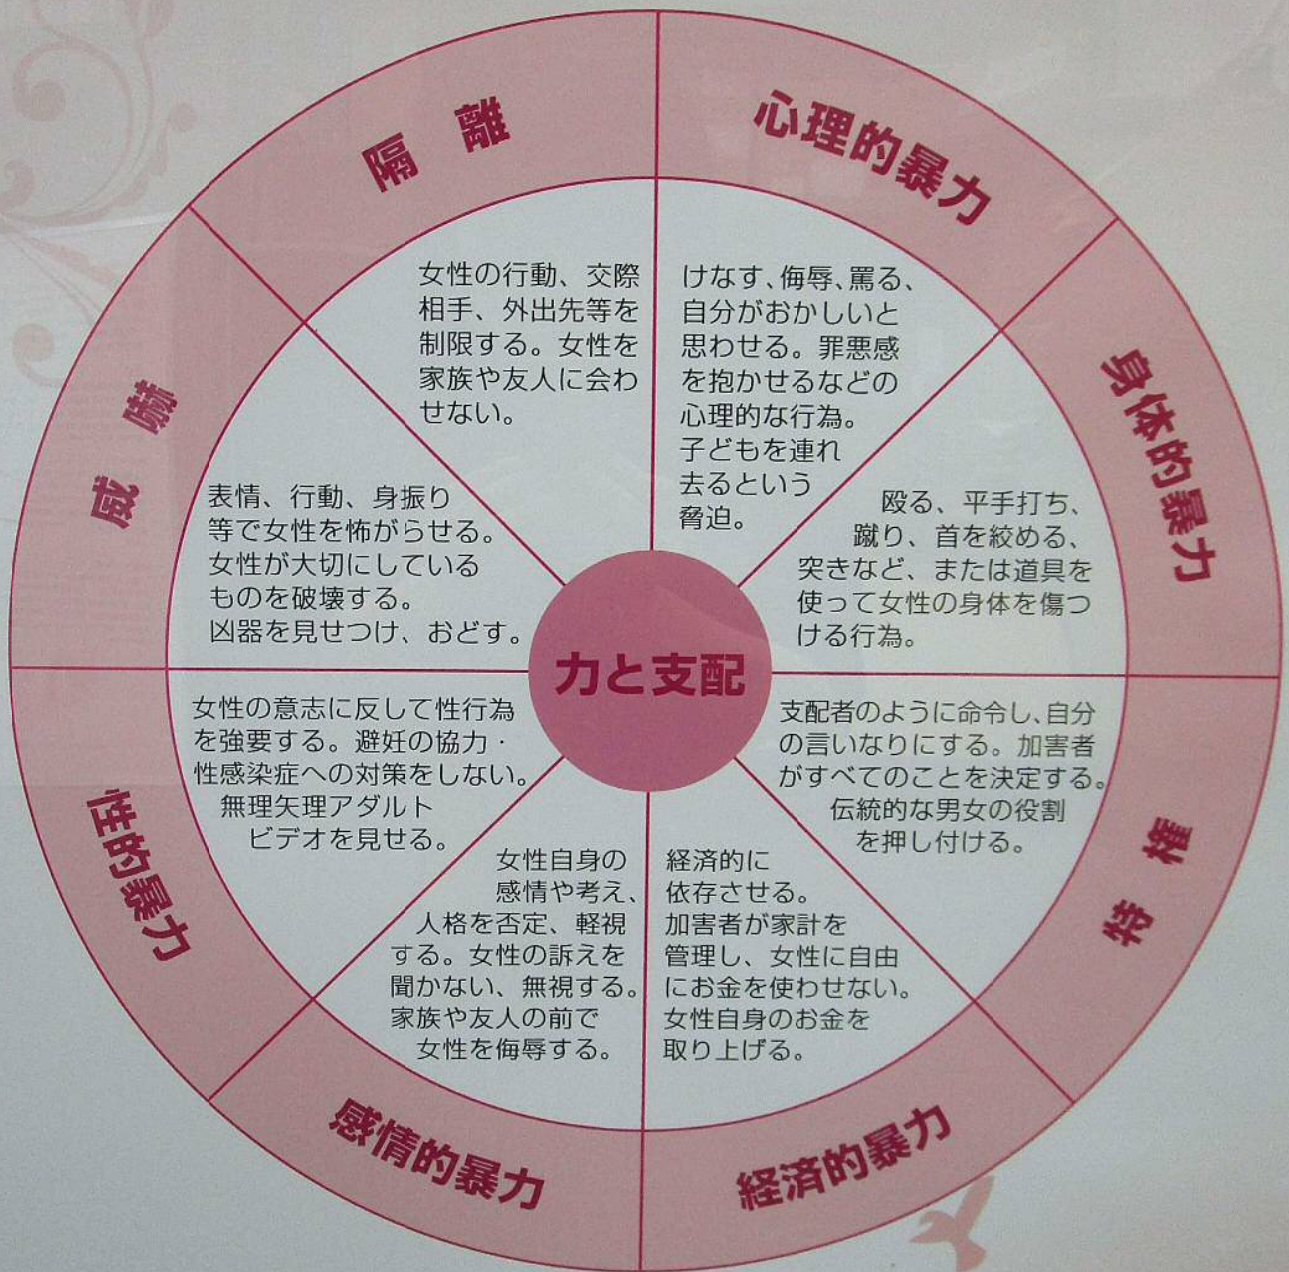 心理的暴力
けなす、侮辱、罵る、
自分がおかしいと
思わせる。罪悪感
を抱かせるなどの
心理的な行為。
子どもを連れ
去るという
脅迫。
身体的暴力
殴る、平手打ち、
蹴り、首を絞める、
突きなど、または道具を
使って女性の身体を傷つ
ける行為。
特権
支配者のように命令し、自分
の言いなりにする。加害者
がすべてのことを決定する。
伝統的な男女の役割
を押し付ける。
経済的暴力
経済的に
依存させる。
加害者が家計を
管理し、女性に自由
にお金を使わせない。
女性自身のお金を
取り上げる。
感情的暴力
女性自身の
感情や考え、
人格を否定、軽視
する。女性の訴えを
聞かない、無視する。
家族や友人の前で
女性を侮辱する。
性的暴力
女性の意志に反して性行為
を強要する。避妊の協力・
性感染症への対策をしない。
無理矢理アダルト
ビデオを見せる。
威嚇
表情、行動、身振り
等で女性を怖がらせる。
女性が大切にしている
ものを破壊する。
凶器を見せつけ、おどす。
隔離
女性の行動、交際
相手、外出先等を
制限する。女性を
家族や友人に会わ
せない。
力と支配